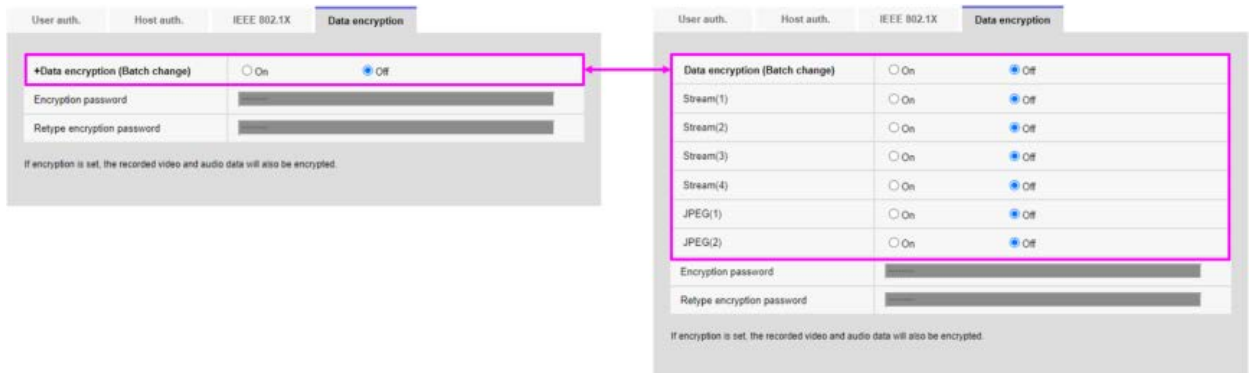 User auth. Host auth. IEEE 802.1X Data encryption
+Data encryption (Batch change) On Off
Encryption password
Retype encryption password
If encryption is set, the recorded video and audio data will also be encrypted.
User auth. Host auth. IEEE 802.1X Data encryption
Data encryption (Batch change) On Off
Stream(1) On Off
Stream(2) On Off
Stream(3) On Off
Stream(4) On Off
JPEG(1) On Off
JPEG(2) On Off
Encryption password
Retype encryption password
If encryption is set, the recorded video and audio data will also be encrypted.